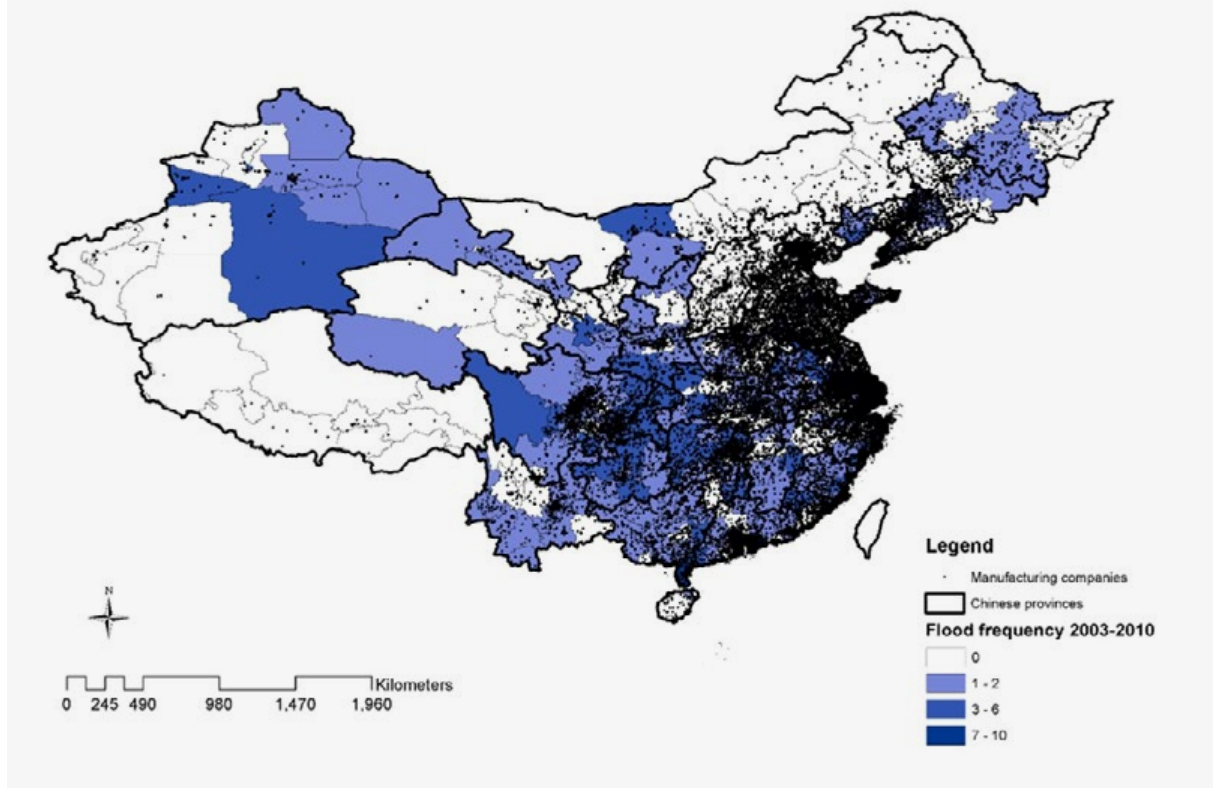 N
Kilometers
0 245 490 980 1,470 1,960
Legend
Manufacturing companies
Chinese provinces
Flood frequency 2003-2010
0
1 - 2
3 - 6
7 - 10